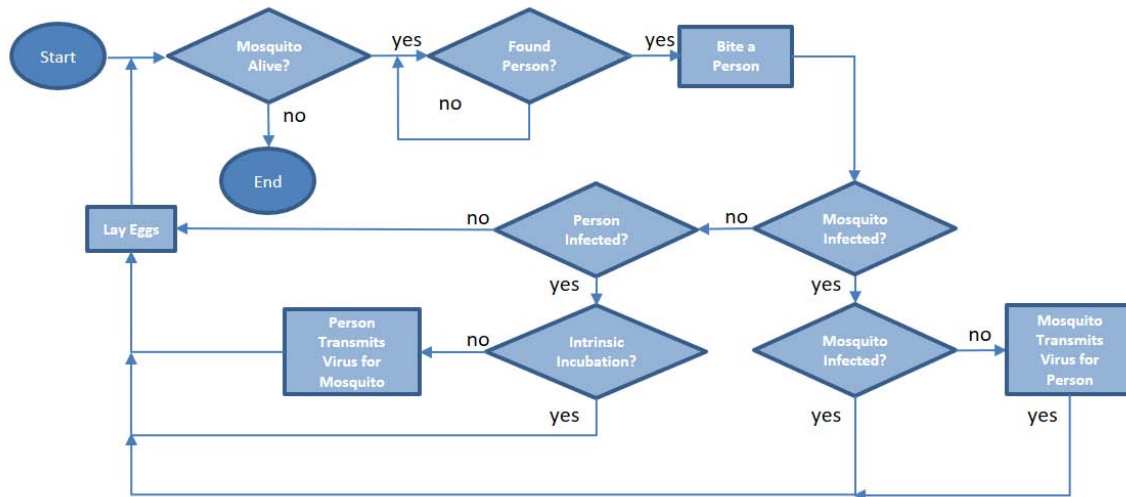 Start
Mosquito
Alive?
yes
Found
Person?
yes
Bite a
Person
no
no
End
Lay Eggs
no
Person
Infected?
no
Mosquito
Infected?
yes
yes
Person
Transmits
Virus for
Mosquito
no
Intrinsic
Incubation?
Mosquito
Infected?
no
Mosquito
Transmits
Virus for
Person
yes
yes
yes